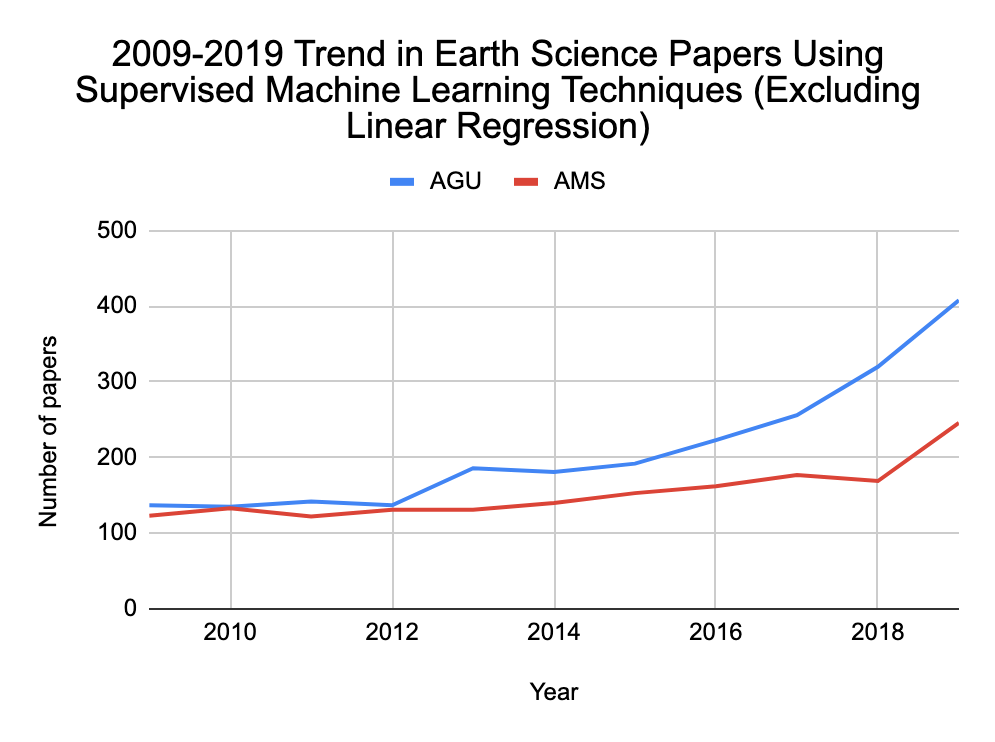 2009-2019 Trend in Earth Science Papers Using
Supervised Machine Learning Techniques (Excluding
Linear Regression)
AGU AMS
500
400
300
200
100
0
Number of papers
2010 2012 2014 2016 2018
Year